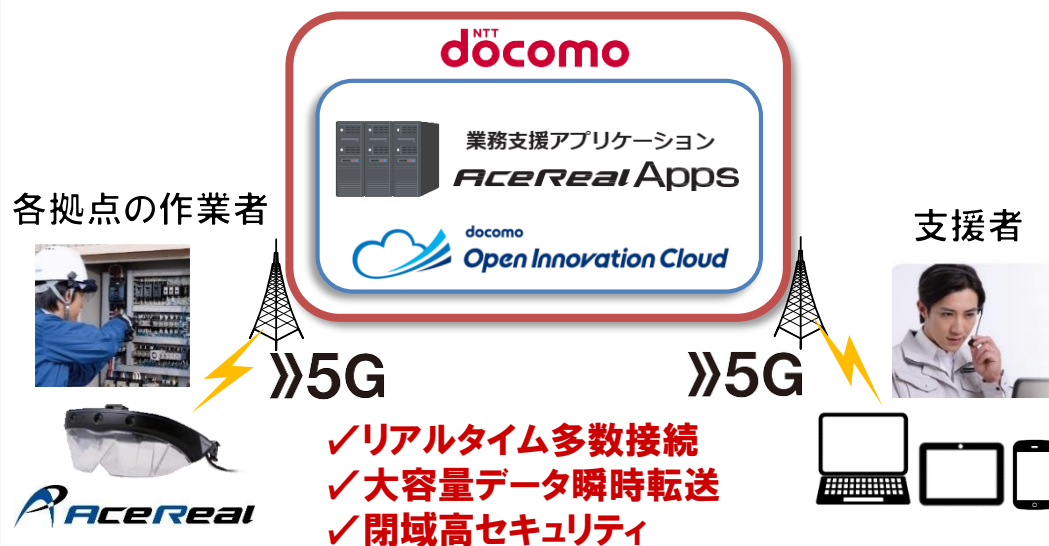 NTT
döcomo
業務支援アプリケーション
AceReal Apps
各拠点の作業者
支援者
docomo
Open Innovation Cloud
》5G
》5G
✓リアルタイム多数接続
✓大容量データ瞬時転送
✓閉域高セキュリティ
AceReal